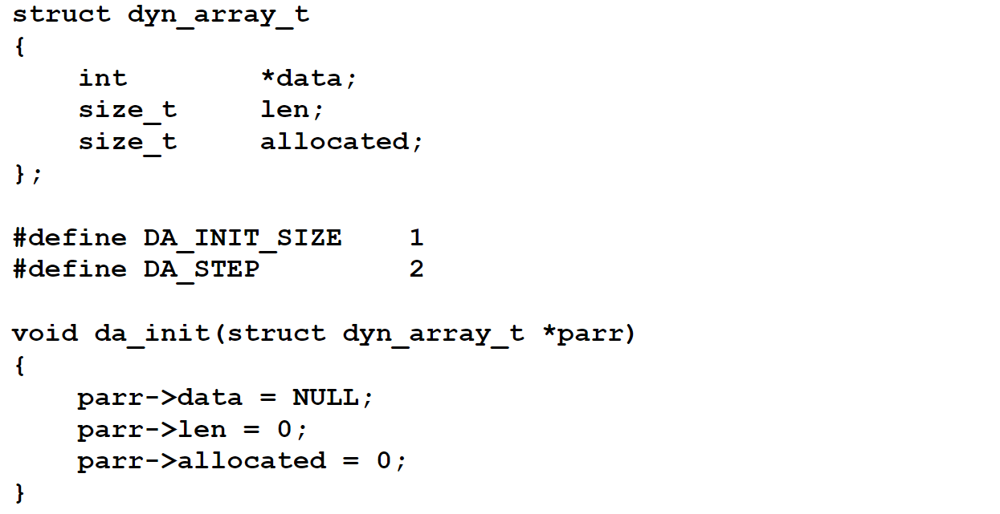 struct dyn_array_t
{
    int        *data;
    size_t     len;
    size_t     allocated;
};

#define DA_INIT_SIZE    1
#define DA_STEP         2

void da_init(struct dyn_array_t *parr)
{
    parr->data = NULL;
    parr->len = 0;
    parr->allocated = 0;
}